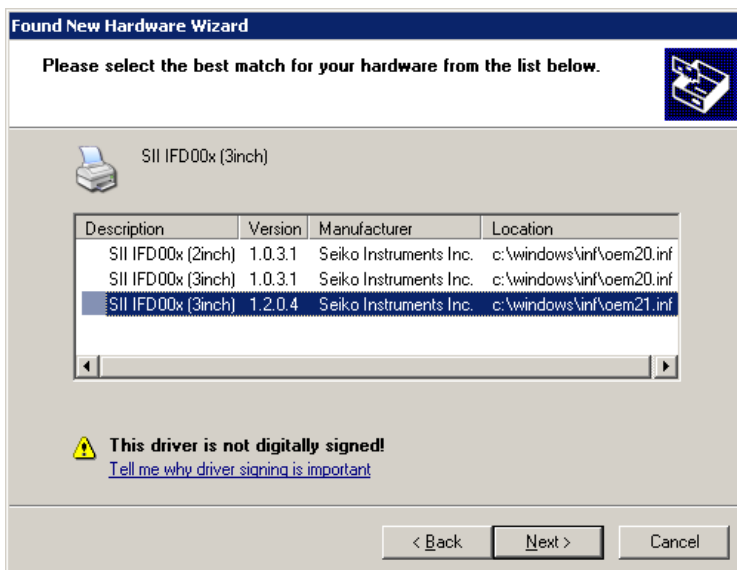 Found New Hardware Wizard
Please select the best match for your hardware from the list below.
SII IFD00x (3inch)
Description Version Manufacturer Location
SII IFD00x (2inch) 1.0.3.1 Seiko Instruments Inc. c:\windows\inf\oem20.inf
SII IFD00x (3inch) 1.0.3.1 Seiko Instruments Inc. c:\windows\inf\oem20.inf
SII IFD00x (3inch) 1.2.0.4 Seiko Instruments Inc. c:\windows\inf\oem21.inf
This driver is not digitally signed!
Tell me why driver signing is important
< Back Next > Cancel